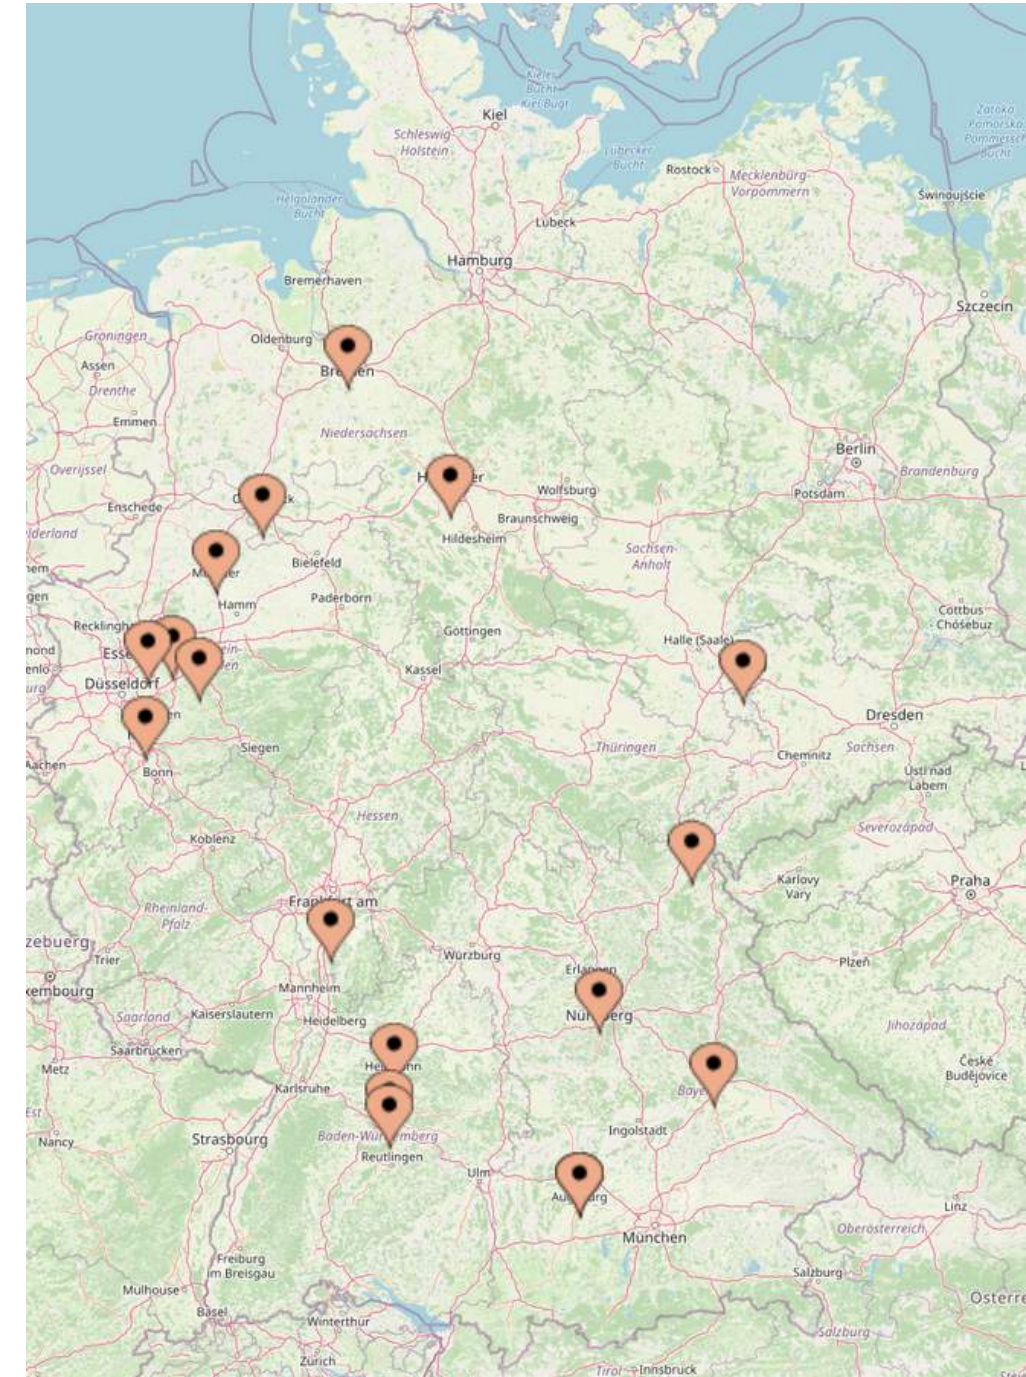 Kieler
Bucht
Kiel Bugt
Kiel
Schleswig-
Holstein
Zatoka
Pomorska
Pommersche
Bucht
Lübecker
Bucht
Rostock
Mecklenburg-
Vorpommern
Świnoujście
Helgoländer
Bucht
Lübeck
Hamburg
Bremerhaven
Szczecin
Groningen
Oldenburg
Assen
Drenthe
Emmen
Niedersachsen
Berlin
Overijssel
Brandenburg
Wolfsburg
Potsdam
Enschede
Braunschweig
Hildesheim
Sachsen-
Anhalt
Bielefeld
Hamm
Paderborn
Cottbus
- Chóśebuz
Göttingen
Halle (Saale)
Kassel
Düsseldorf
Dresden
Siegen
Thüringen
Chemnitz
Sachsen
Aachen
Bonn
Ústí nad
Labem
Hessen
Severozápad
Koblenz
Karlovy
Vary
Praha
Rheinland-
Pfalz
Würzburg
Trier
Plzeň
Erlangen
Mannheim
Saarland
Kaiserslautern
Heidelberg
Jihozápad
Saarbrücken
Metz
České
Budějovice
Karlsruhe
Ingolstadt
Nancy
Strasbourg
Reutlingen
Ulm
Linz
München
Oberösterreich
Freiburg
im Breisgau
Salzburg
Mulhouse
Basel
Winterthur
Salzburg
Zürich
Tirol
Innsbruck